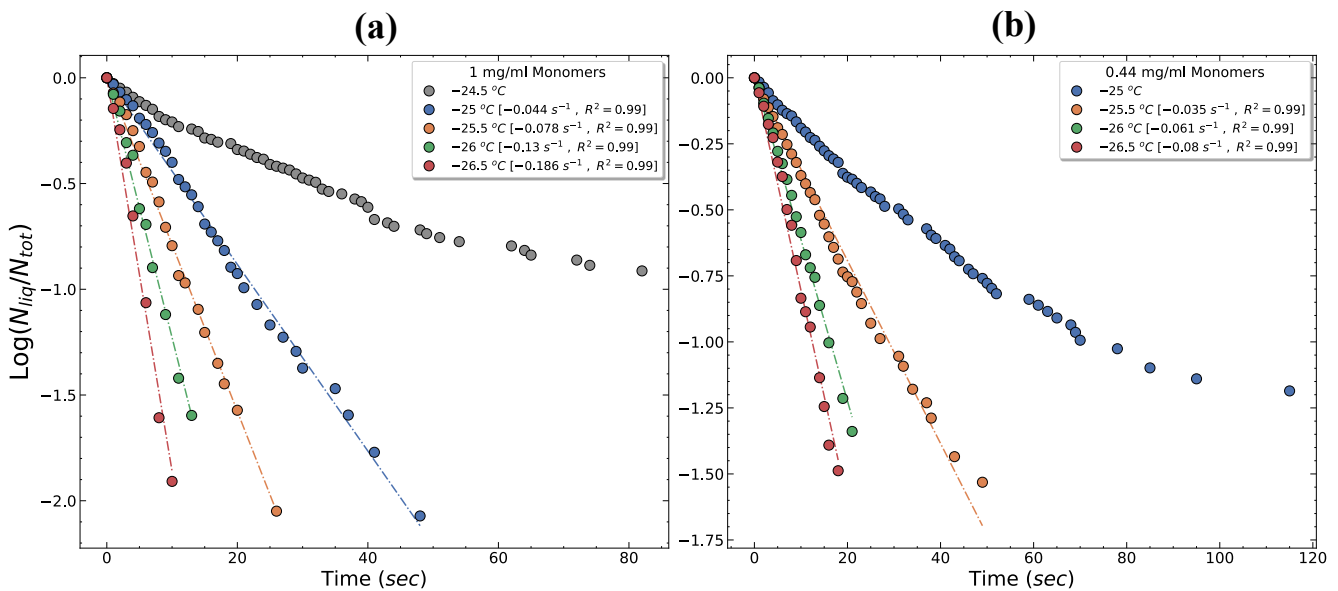 (a)
1 mg/ml Monomers
−24.5 °C
−25 °C [−0.044 s⁻¹ , R² = 0.99]
−25.5 °C [−0.078 s⁻¹ , R² = 0.99]
−26 °C [−0.13 s⁻¹ , R² = 0.99]
−26.5 °C [−0.186 s⁻¹ , R² = 0.99]
Log(N_liq/N_tot)
0.0
−0.5
−1.0
−1.5
−2.0
0 20 40 60 80
Time (sec)
(b)
0.44 mg/ml Monomers
−25 °C
−25.5 °C [−0.035 s⁻¹ , R² = 0.99]
−26 °C [−0.061 s⁻¹ , R² = 0.99]
−26.5 °C [−0.08 s⁻¹ , R² = 0.99]
0.00
−0.25
−0.50
−0.75
−1.00
−1.25
−1.50
−1.75
0 20 40 60 80 100 120
Time (sec)